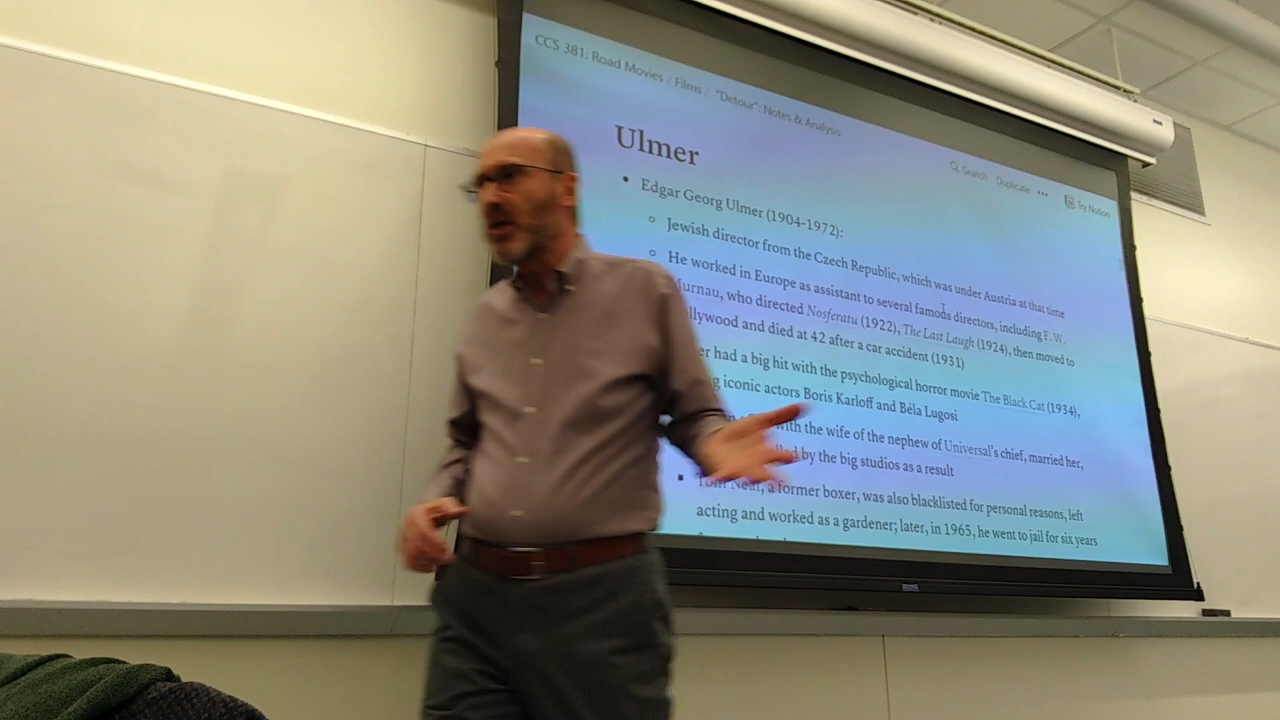 CCS 381: Road Movies / Films / "Detour": Notes & Analysis
Search Duplicate ••• Try Notion
Ulmer
• Edgar Georg Ulmer (1904-1972):
◦ Jewish director from the Czech Republic, which was under Austria at that time
◦ He worked in Europe as assistant to several famous directors, including F. W.
Murnau, who directed Nosferatu (1922), The Last Laugh (1924), then moved to
llywood and died at 42 after a car accident (1931)
er had a big hit with the psychological horror movie The Black Cat (1934),
iconic actors Boris Karloff and Béla Lugosi
with the wife of the nephew of Universal's chief, married her,
by the big studios as a result
▪ Tom Neal, a former boxer, was also blacklisted for personal reasons, left
acting and worked as a gardener; later, in 1965, he went to jail for six years